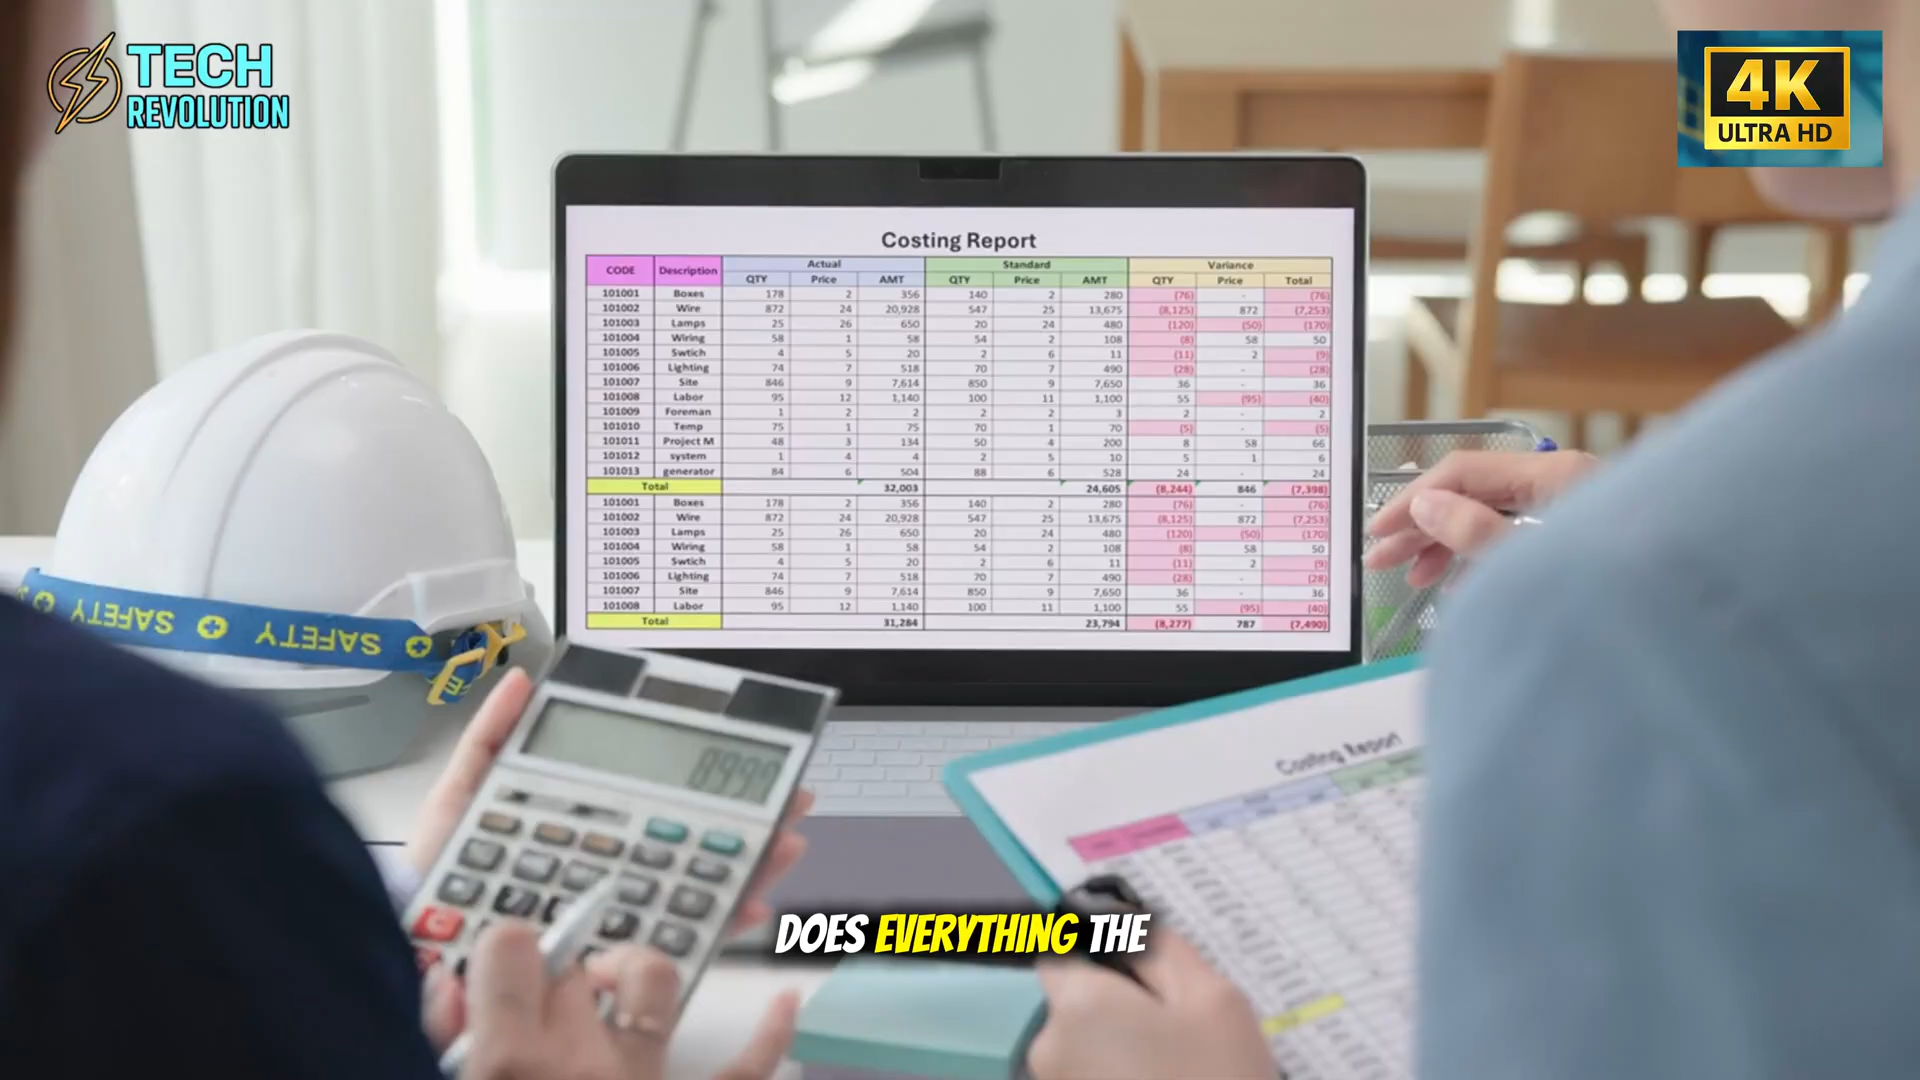 TECH
REVOLUTION
4K
ULTRA HD
Costing Report
CODE Description Actual Standard Variance
QTY Price AMT QTY Price AMT QTY Price Total
101001 Boxes 178 2 356 140 2 280 (76) - (76)
101002 Wire 872 24 20,928 547 25 13,675 (8,125) 872 (7,253)
101003 Lamps 25 26 650 20 24 480 (120) (50) (170)
101004 Wiring 58 1 58 54 2 108 (8) 58 50
101005 Swtich 4 5 20 2 6 11 (11) 2 (9)
101006 Lighting 74 7 518 70 7 490 (28) - (28)
101007 Site 846 9 7,614 850 9 7,650 36 - 36
101008 Labor 95 12 1,140 100 11 1,100 55 (95) (40)
101009 Foreman 1 2 2 2 2 3 2 - 2
101010 Temp 75 1 75 70 1 70 (5) - (5)
101011 Project M 48 3 134 50 4 200 8 58 66
101012 system 1 4 4 2 5 10 5 1 6
101013 generator 84 6 504 88 6 528 24 - 24
Total 32,003 24,605 (8,244) 846 (7,398)
101001 Boxes 178 2 356 140 2 280 (76) - (76)
101002 Wire 872 24 20,928 547 25 13,675 (8,125) 872 (7,253)
101003 Lamps 25 26 650 20 24 480 (120) (50) (170)
101004 Wiring 58 1 58 54 2 108 (8) 58 50
101005 Swtich 4 5 20 2 6 11 (11) 2 (9)
101006 Lighting 74 7 518 70 7 490 (28) - (28)
101007 Site 846 9 7,614 850 9 7,650 36 - 36
101008 Labor 95 12 1,140 100 11 1,100 55 (95) (40)
Total 31,284 23,794 (8,277) 787 (7,490)
SAFETY SAFETY
Costing Report
DOES EVERYTHING THE